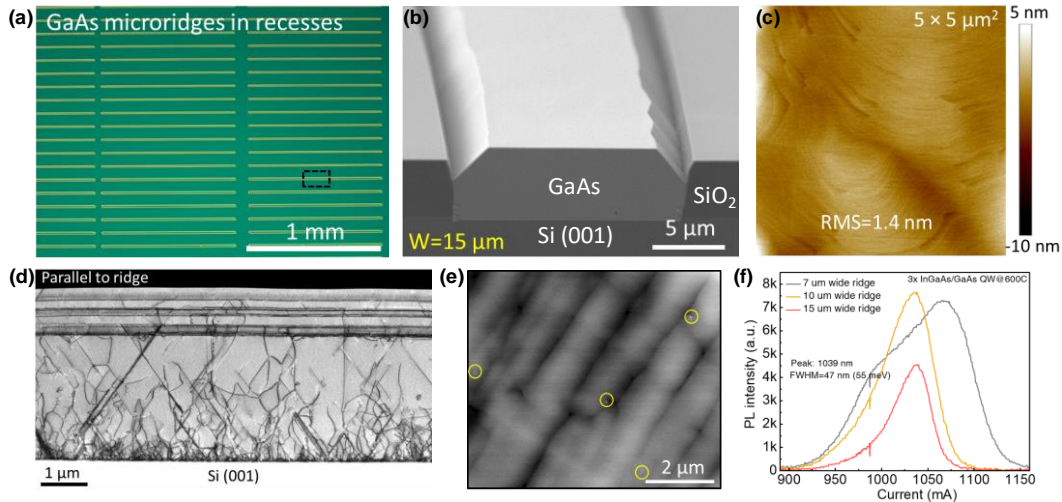 (a)
GaAs microridges in recesses
1 mm
(b)
GaAs
SiO2
W=15 μm
Si (001)
5 μm
(c)
5 × 5 μm²
5 nm
RMS=1.4 nm
-10 nm
(d)
Parallel to ridge
1 μm
Si (001)
(e)
2 μm
(f)
3x InGaAs/GaAs QW@600C
7 um wide ridge
10 um wide ridge
15 um wide ridge
Peak: 1039 nm
FWHM=47 nm (55 meV)
PL intensity (a.u.)
8k
7k
6k
5k
4k
3k
2k
1k
0
900
950
1000
1050
1100
1150
Current (mA)